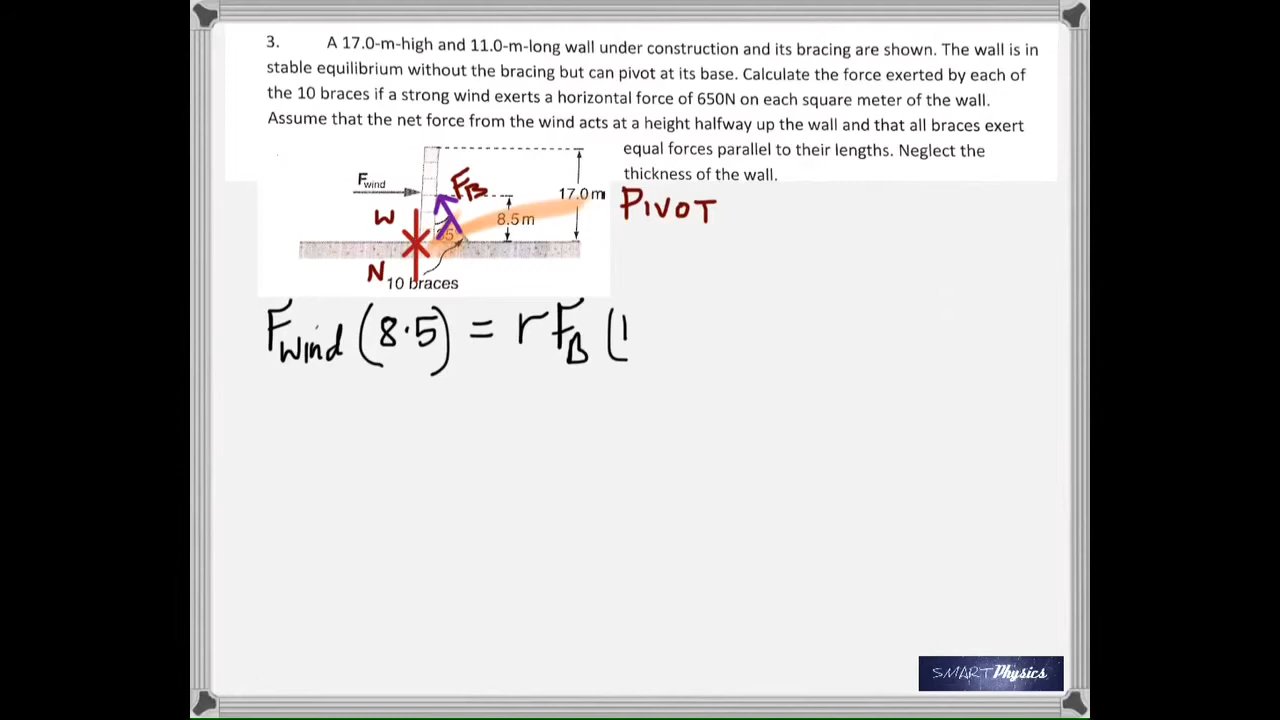 3. A 17.0-m-high and 11.0-m-long wall under construction and its bracing are shown. The wall is in
stable equilibrium without the bracing but can pivot at its base. Calculate the force exerted by each of
the 10 braces if a strong wind exerts a horizontal force of 650N on each square meter of the wall.
Assume that the net force from the wind acts at a height halfway up the wall and that all braces exert
equal forces parallel to their lengths. Neglect the
thickness of the wall.
Fwind
FB
17.0 m
PIVOT
W
8.5 m
N
10 braces
Fwind (8.5) = r FB (
SMART Physics